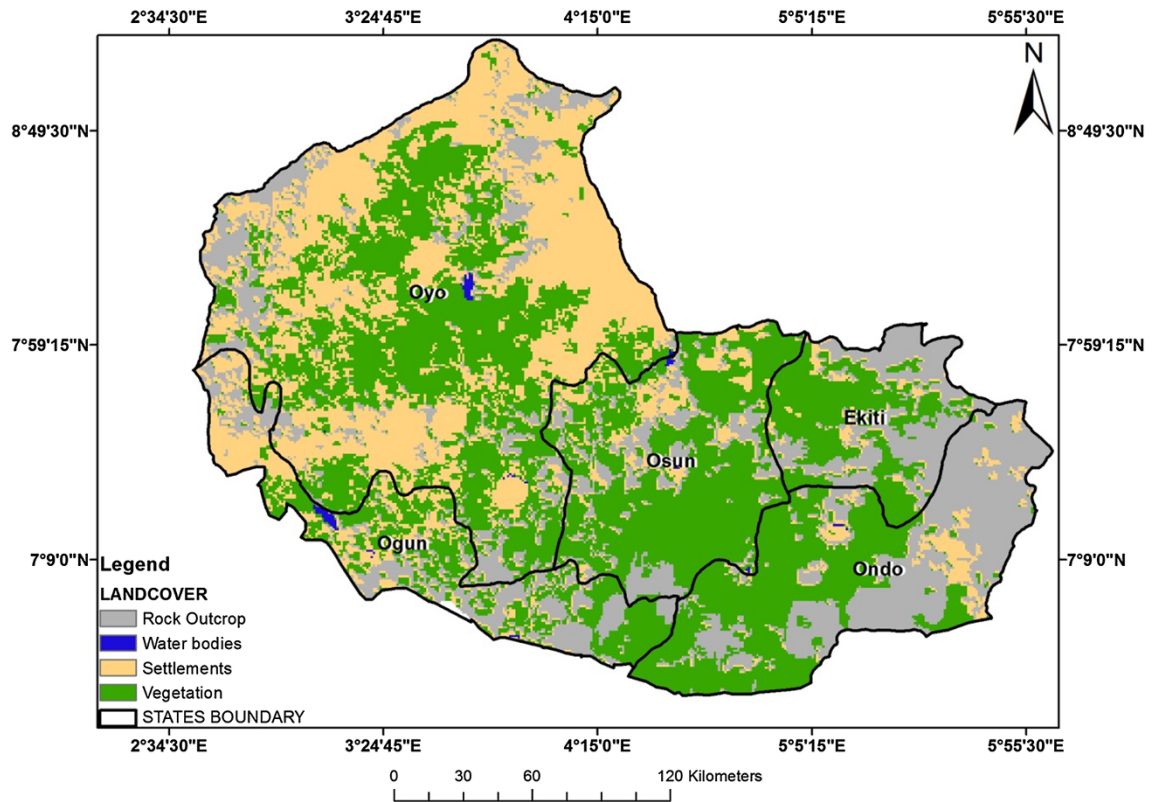 2°34'30"E 3°24'45"E 4°15'0"E 5°5'15"E 5°55'30"E
N
8°49'30"N 8°49'30"N
Oyo
7°59'15"N 7°59'15"N
Ekiti
Osun
Ogun
7°9'0"N 7°9'0"N
Ondo
Legend
LANDCOVER
Rock Outcrop
Water bodies
Settlements
Vegetation
STATES BOUNDARY
2°34'30"E 3°24'45"E 4°15'0"E 5°5'15"E 5°55'30"E
0 30 60 120 Kilometers